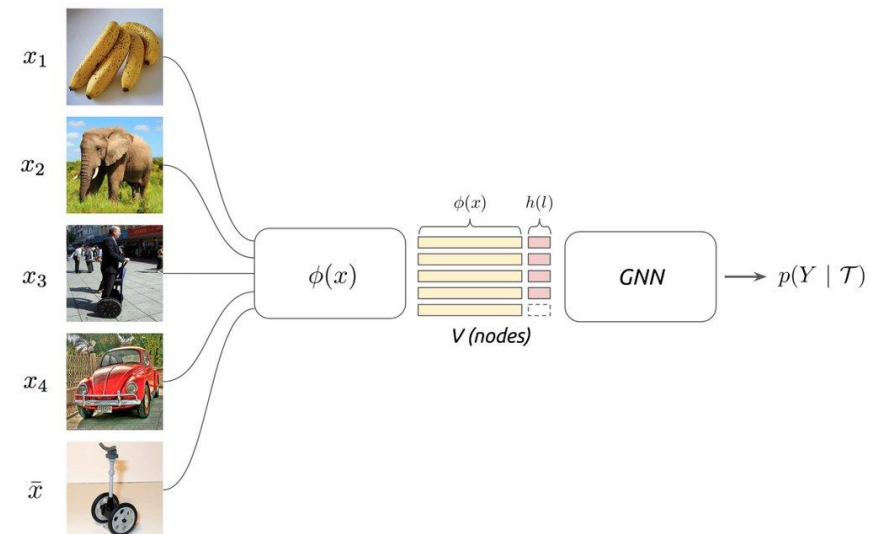 x₁
x₂
x₃
x₄
x̄
ϕ(x)
ϕ(x) h(l)
V (nodes)
GNN
p(Y | 𝒯)